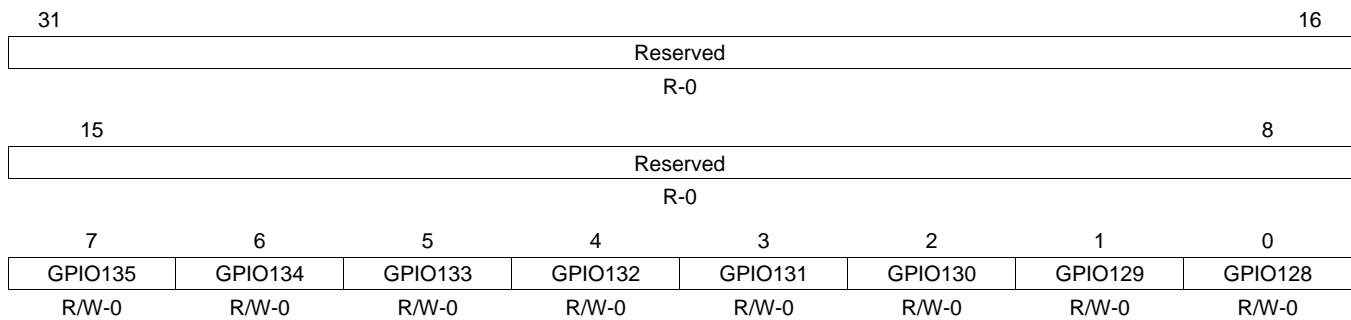 31 16
Reserved
R-0
15 8
Reserved
R-0
7 6 5 4 3 2 1 0
GPIO135 GPIO134 GPIO133 GPIO132 GPIO131 GPIO130 GPIO129 GPIO128
R/W-0 R/W-0 R/W-0 R/W-0 R/W-0 R/W-0 R/W-0 R/W-0